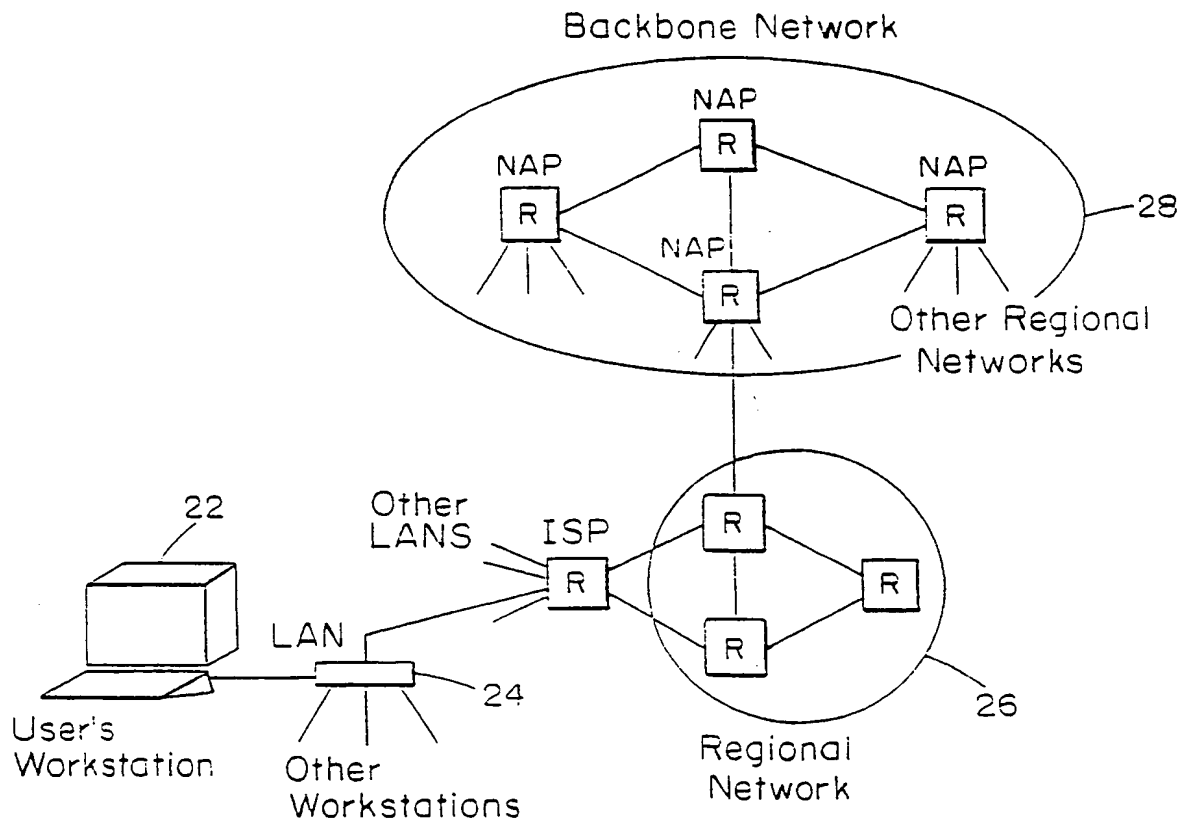 Backbone Network
NAP
R
NAP
R
NAP
R
NAP
R
28
Other Regional
Networks
22
Other
LANS
ISP
R
R
R
R
LAN
24
26
User's
Workstation
Other
Workstations
Regional
Network